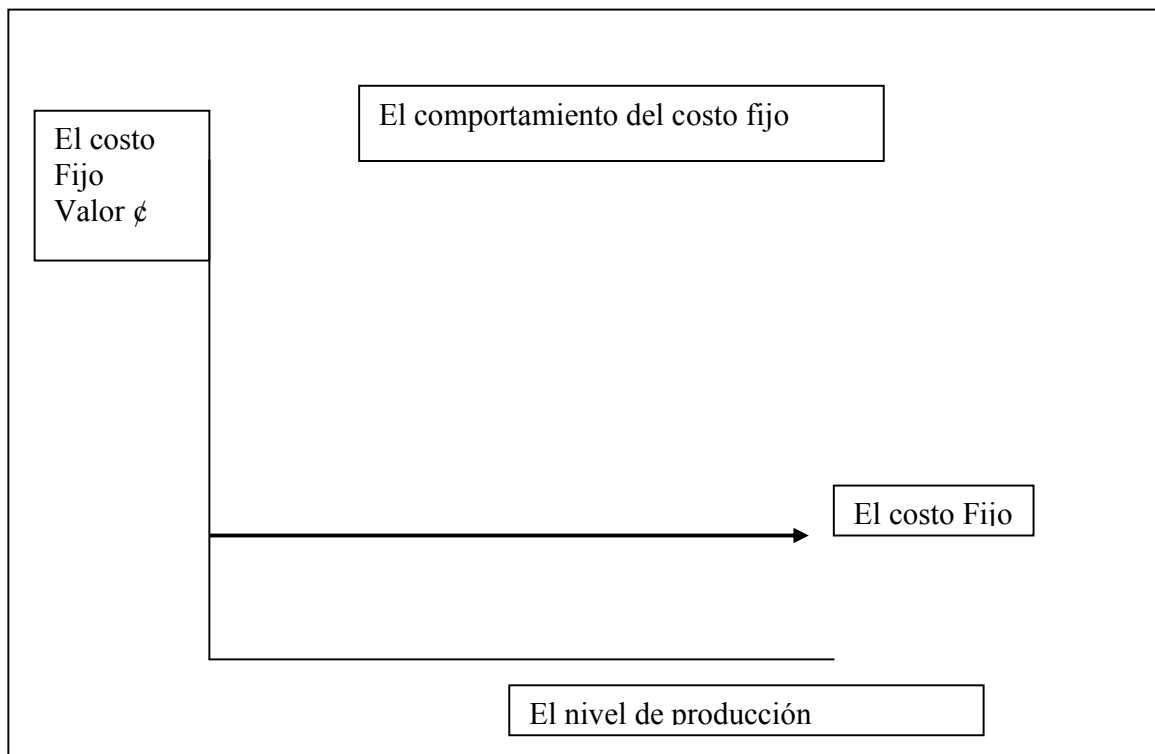 El comportamiento del costo fijo
El costo
Fijo
Valor ¢
El costo Fijo
El nivel de producción